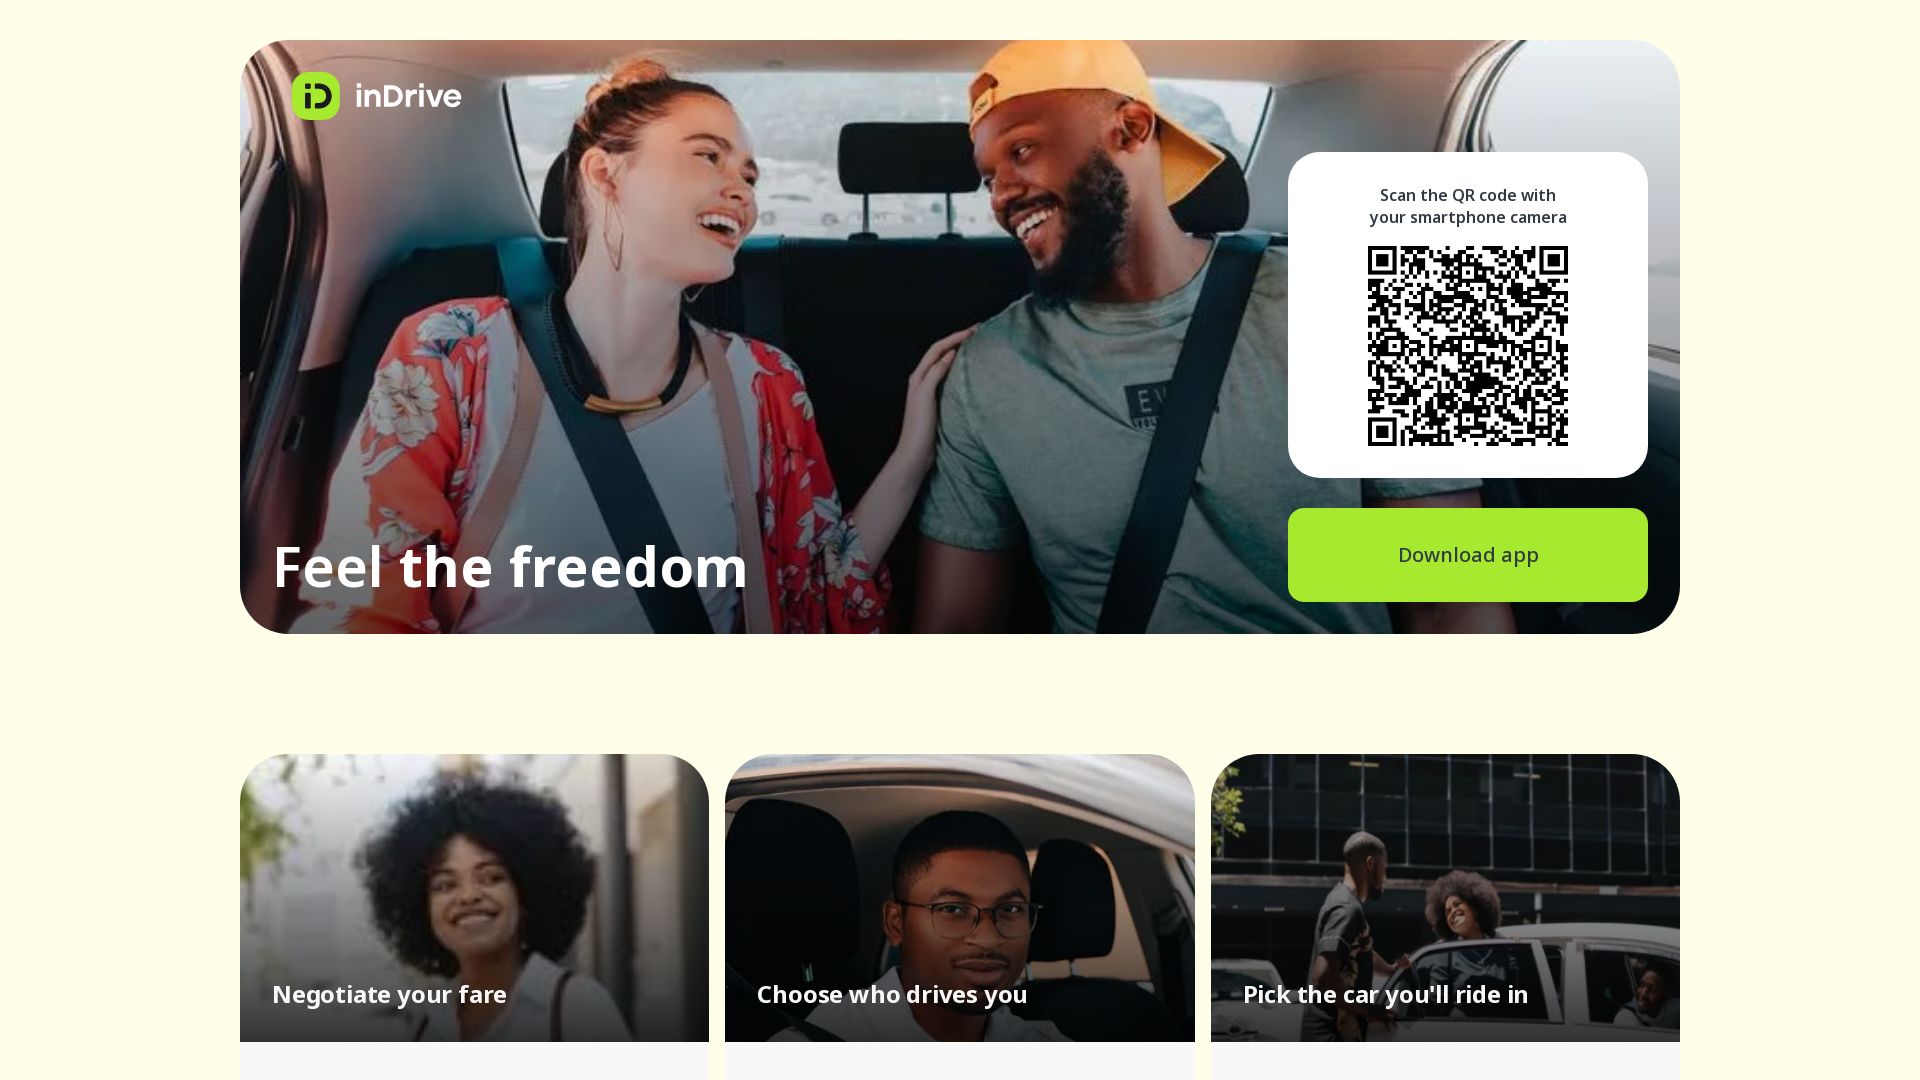 inDrive
Scan the QR code with
your smartphone camera
Feel the freedom
Download app
Negotiate your fare
Choose who drives you
Pick the car you'll ride in